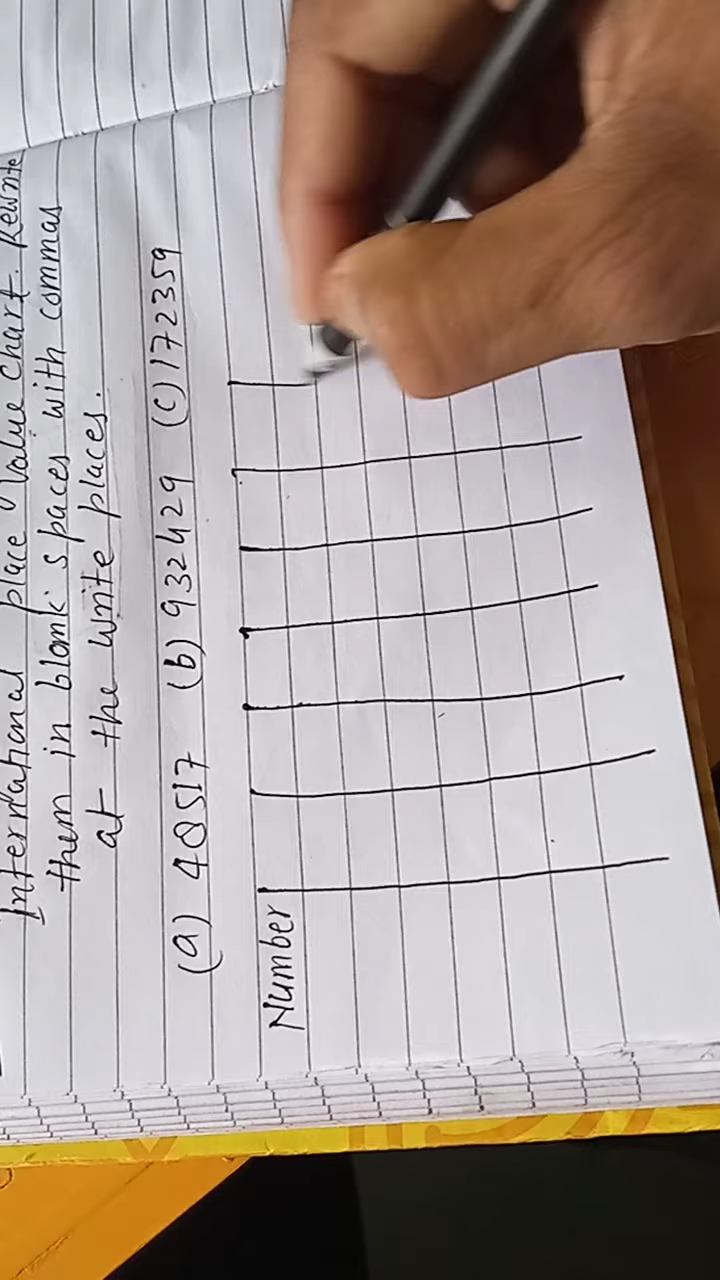 International place value chart. Rewrite
them in blank spaces with commas
at the write places.
(a) 40517 (b) 932429 (c) 172359
Number